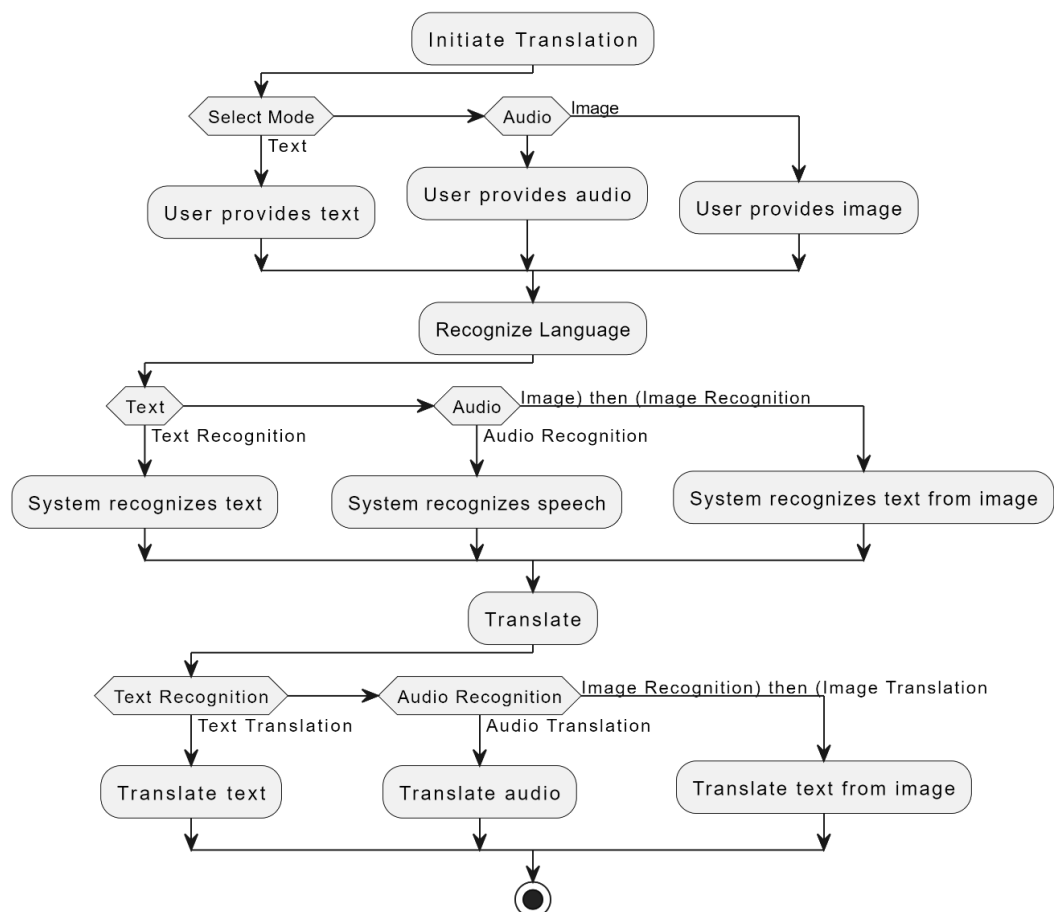 Initiate Translation
Select Mode
Audio
Image
Text
User provides text
User provides audio
User provides image
Recognize Language
Text
Audio
Image) then (Image Recognition
Text Recognition
Audio Recognition
System recognizes text
System recognizes speech
System recognizes text from image
Translate
Text Recognition
Audio Recognition
Image Recognition) then (Image Translation
Text Translation
Audio Translation
Translate text
Translate audio
Translate text from image